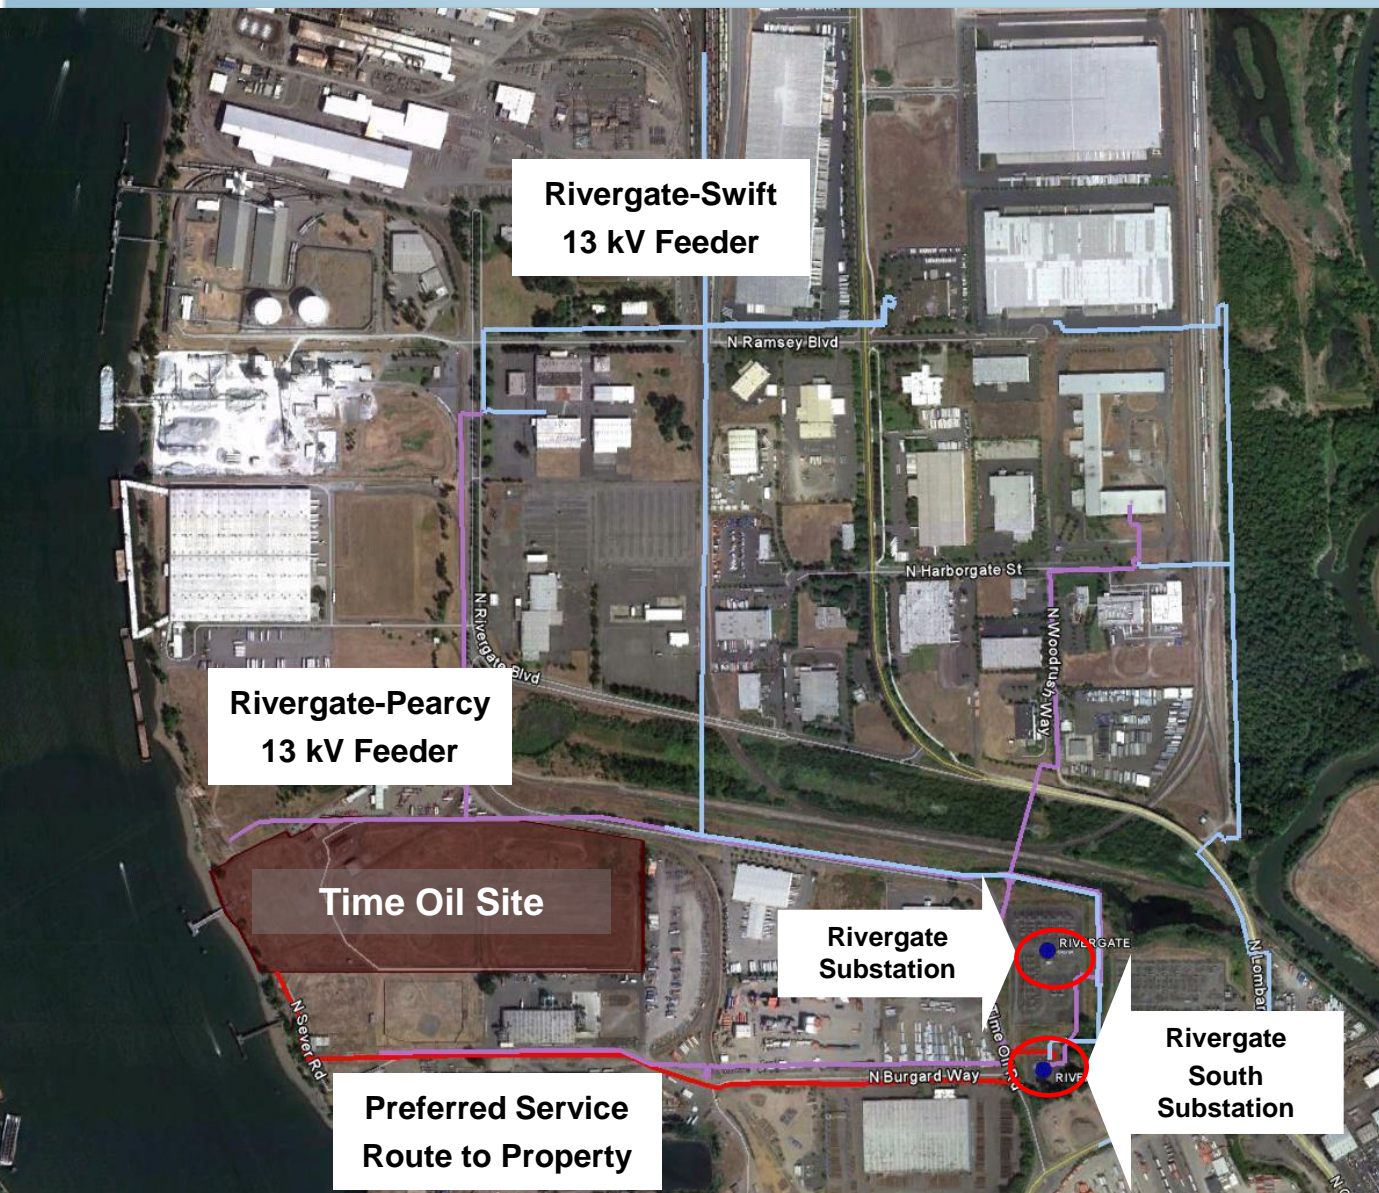 Rivergate-Swift
13 kV Feeder
N Ramsey Blvd
N Harborgate St
N Rivergate Blvd
N Woodrush Way
Rivergate-Pearcy
13 kV Feeder
Time Oil Site
Rivergate
Substation
RIVERGATE
N Lombar
N Sever Rd
Time Oil Rd
Rivergate
South
Substation
N Burgard Way
RIVE
Preferred Service
Route to Property